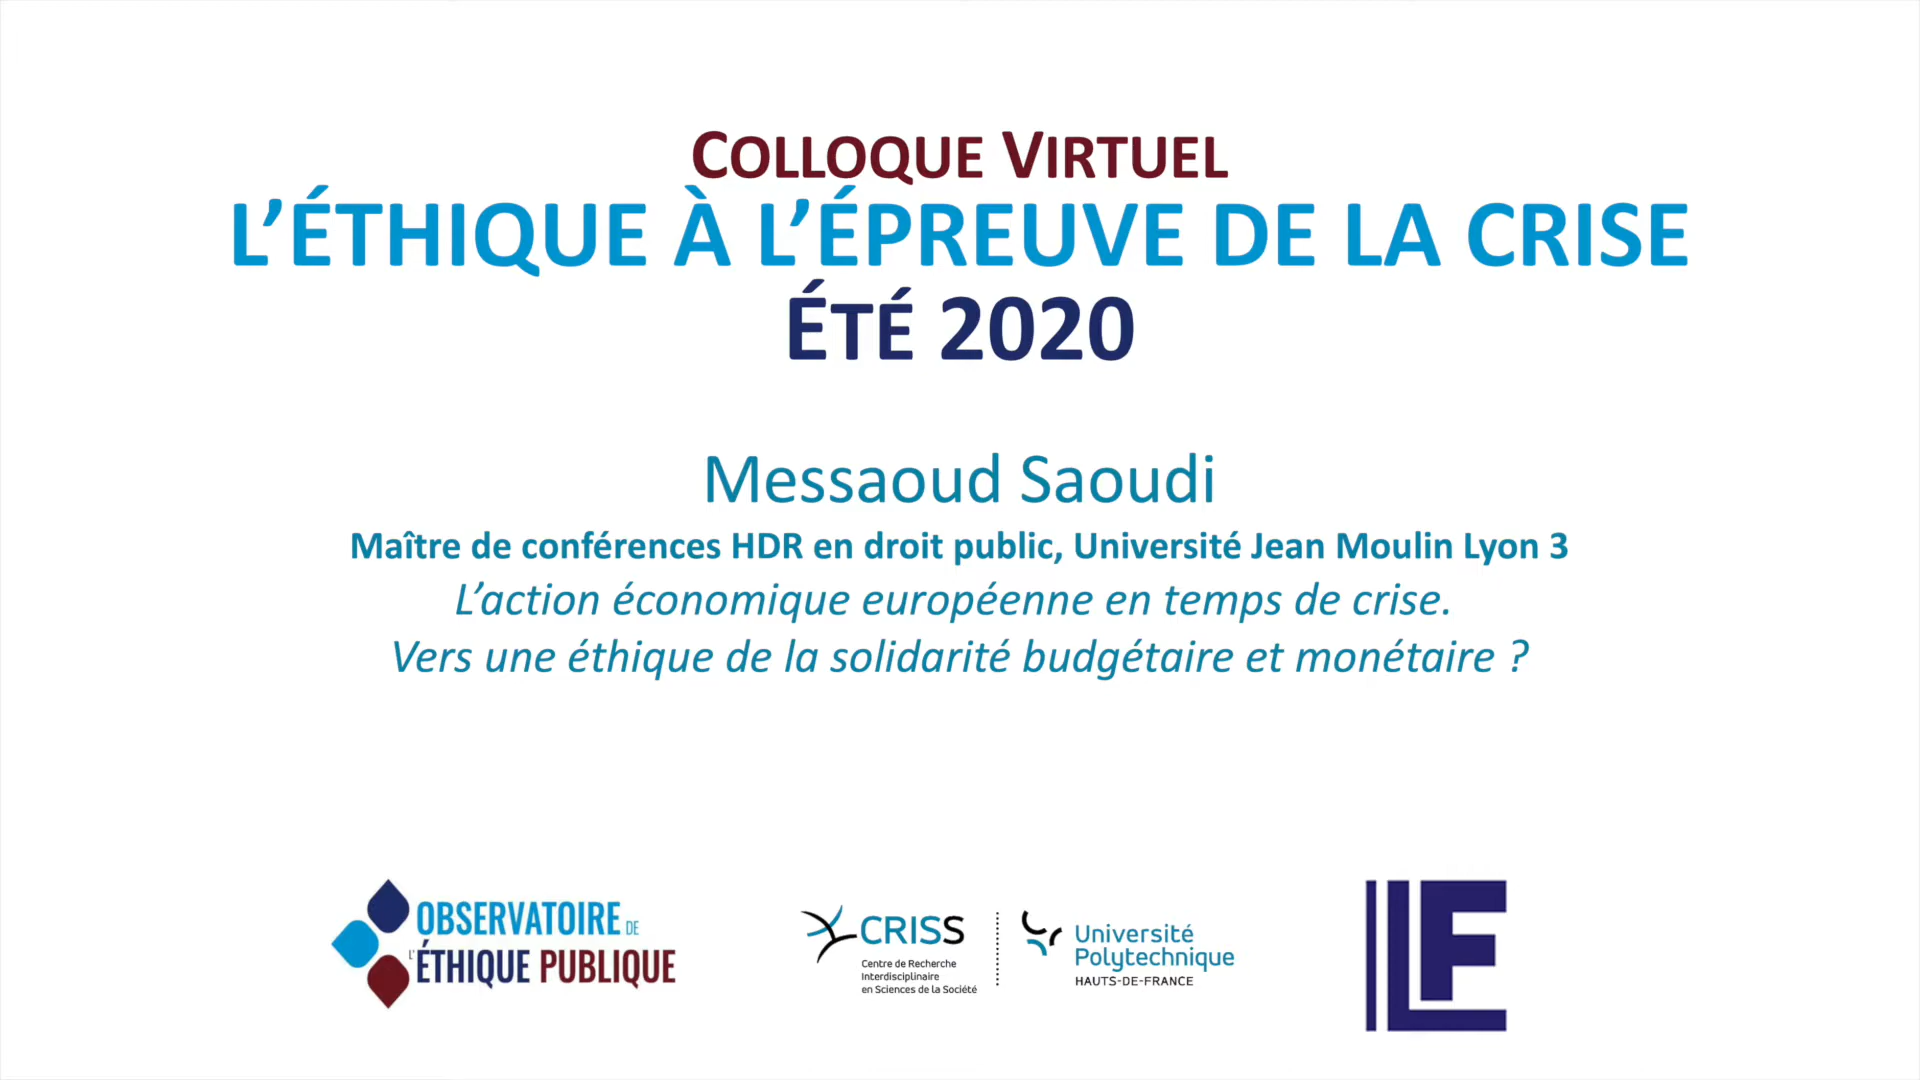 COLLOQUE VIRTUEL
L’ÉTHIQUE À L’ÉPREUVE DE LA CRISE
ÉTÉ 2020
Messaoud Saoudi
Maître de conférences HDR en droit public, Université Jean Moulin Lyon 3
L’action économique européenne en temps de crise.
Vers une éthique de la solidarité budgétaire et monétaire ?
OBSERVATOIRE DE
L'ÉTHIQUE PUBLIQUE
CRISS
Centre de Recherche
Interdisciplinaire
en Sciences de la Société
Université
Polytechnique
HAUTS-DE-FRANCE
LF